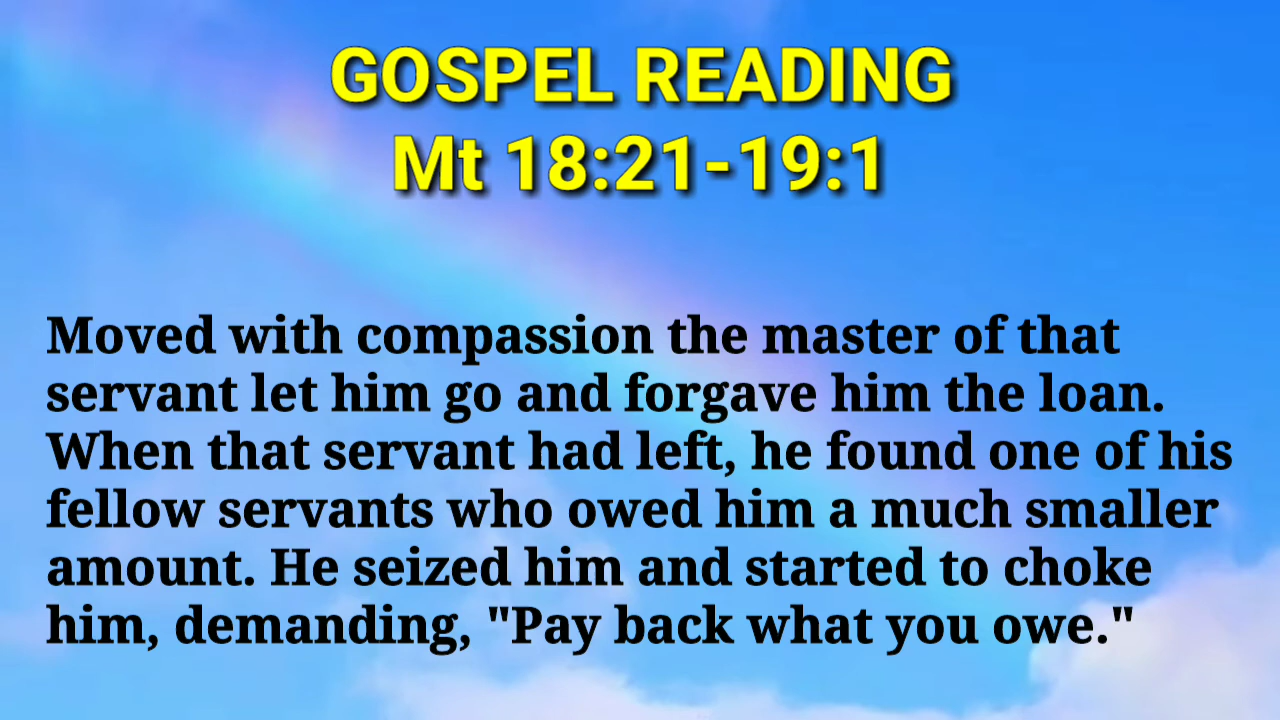 GOSPEL READING
Mt 18:21-19:1
Moved with compassion the master of that
servant let him go and forgave him the loan.
When that servant had left, he found one of his
fellow servants who owed him a much smaller
amount. He seized him and started to choke
him, demanding, "Pay back what you owe."